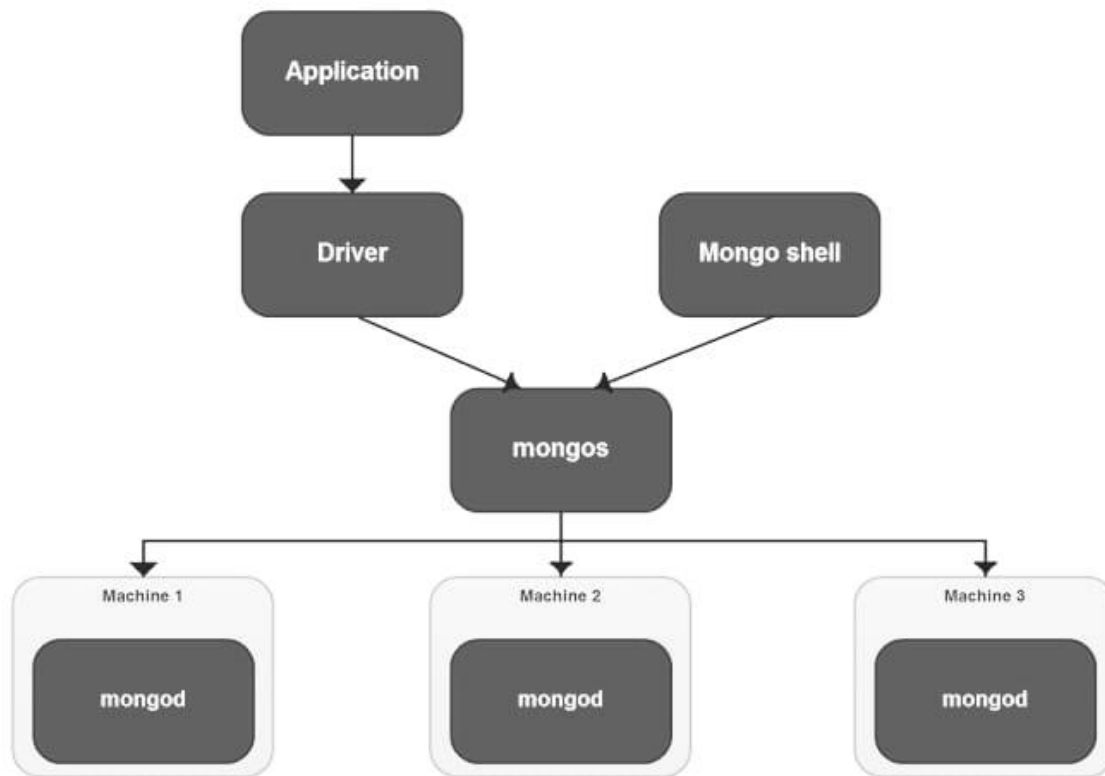 Application
Driver
Mongo shell
mongos
Machine 1
Machine 2
Machine 3
mongod
mongod
mongod